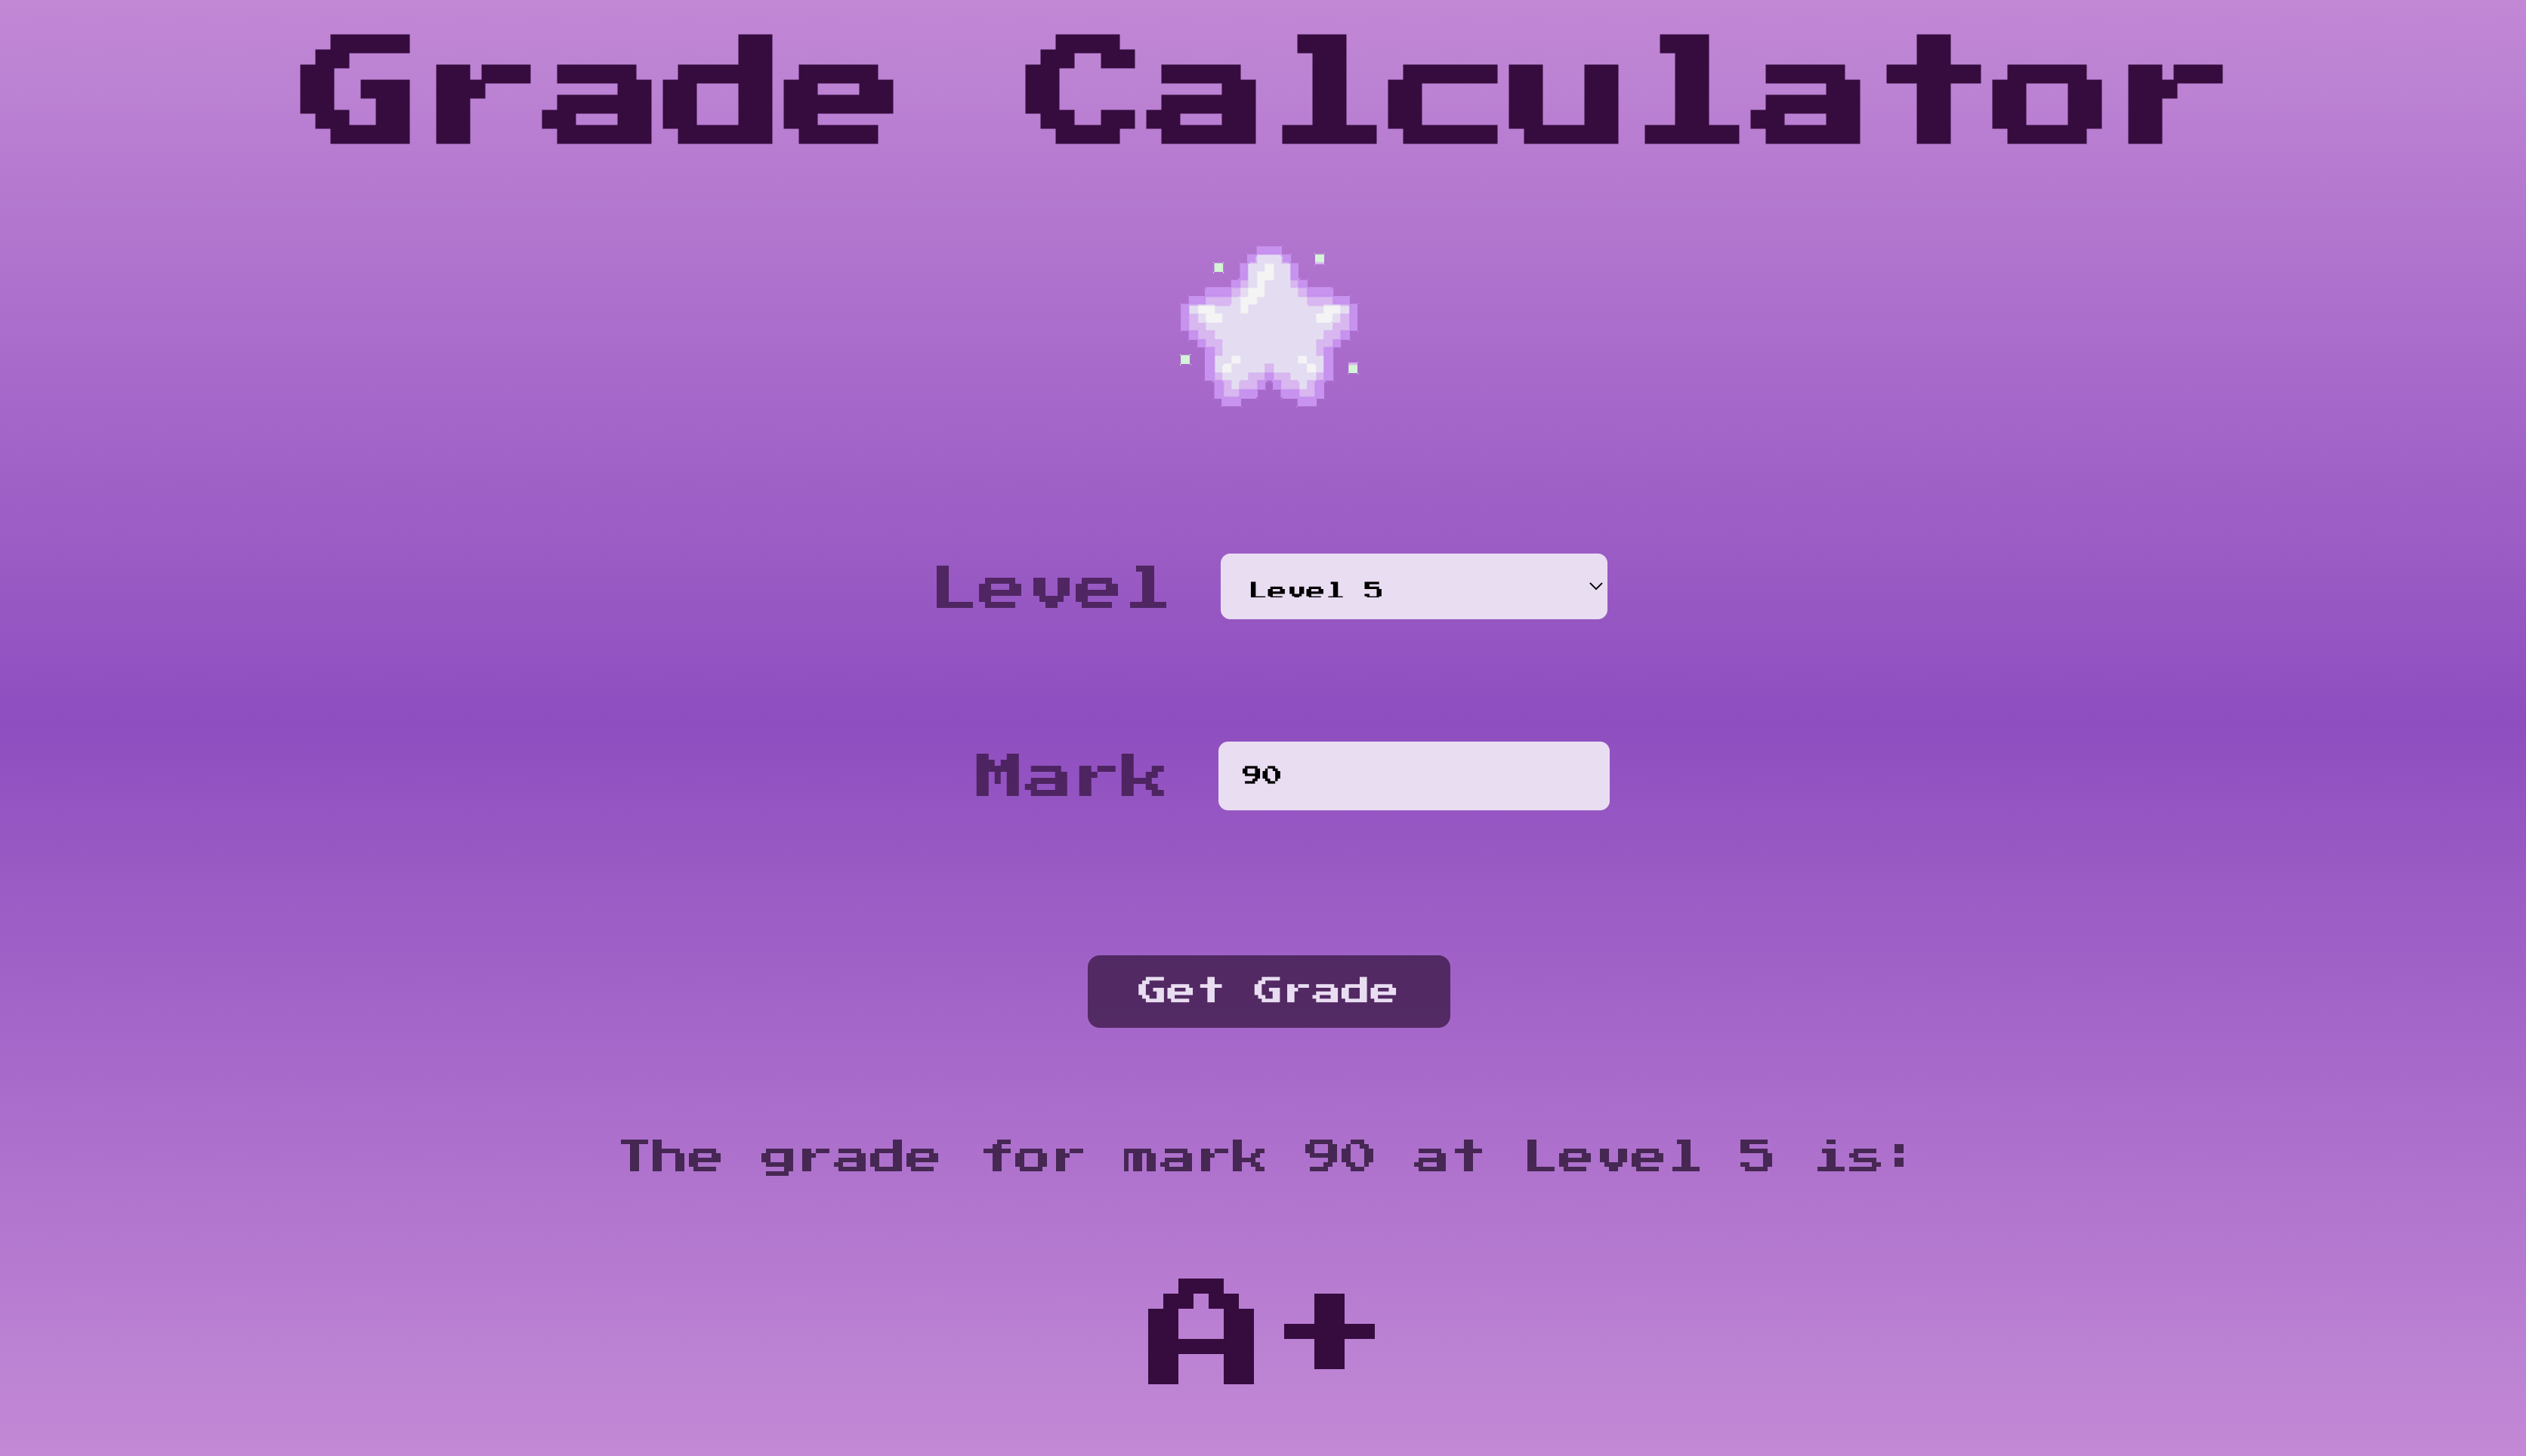 Grade Calculator
Level
Level 5
Mark
90
Get Grade
The grade for mark 90 at Level 5 is:
A+